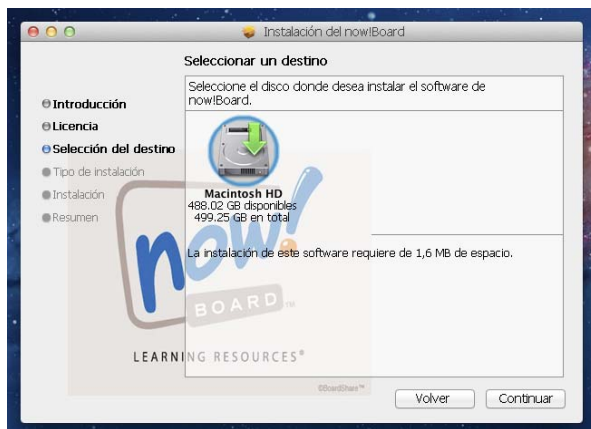 Instalación del now!Board
Seleccionar un destino
Introducción
Licencia
Selección del destino
Tipo de instalación
Instalación
Resumen
Seleccione el disco donde desea instalar el software de
now!Board.
Macintosh HD
488.02 GB disponibles
499.25 GB en total
La instalación de este software requiere de 1,6 MB de espacio.
now!
BOARD™
LEARNING RESOURCES®
©BoardShare™
Volver
Continuar